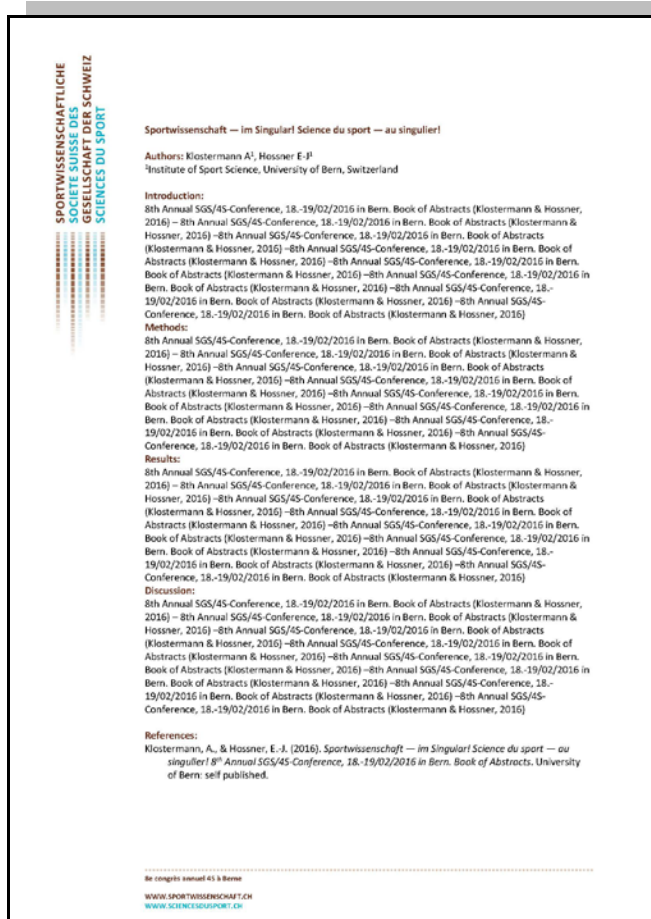 SPORTWISSENSCHAFTLICHE
SOCIETE SUISSE DES
GESELLSCHAFT DER SCHWEIZ
SCIENCES DU SPORT
Sportwissenschaft — im Singular! Science du sport — au singulier!
Authors: Klostermann A¹, Hossner E-J¹
¹Institute of Sport Science, University of Bern, Switzerland
Introduction:
8th Annual SGS/4S-Conference, 18.-19/02/2016 in Bern. Book of Abstracts (Klostermann & Hossner,
2016) – 8th Annual SGS/4S-Conference, 18.-19/02/2016 in Bern. Book of Abstracts (Klostermann &
Hossner, 2016) –8th Annual SGS/4S-Conference, 18.-19/02/2016 in Bern. Book of Abstracts
(Klostermann & Hossner, 2016) –8th Annual SGS/4S-Conference, 18.-19/02/2016 in Bern. Book of
Abstracts (Klostermann & Hossner, 2016) –8th Annual SGS/4S-Conference, 18.-19/02/2016 in Bern.
Book of Abstracts (Klostermann & Hossner, 2016) –8th Annual SGS/4S-Conference, 18.-19/02/2016 in
Bern. Book of Abstracts (Klostermann & Hossner, 2016) –8th Annual SGS/4S-Conference, 18.-
19/02/2016 in Bern. Book of Abstracts (Klostermann & Hossner, 2016) –8th Annual SGS/4S-
Conference, 18.-19/02/2016 in Bern. Book of Abstracts (Klostermann & Hossner, 2016)
Methods:
8th Annual SGS/4S-Conference, 18.-19/02/2016 in Bern. Book of Abstracts (Klostermann & Hossner,
2016) – 8th Annual SGS/4S-Conference, 18.-19/02/2016 in Bern. Book of Abstracts (Klostermann &
Hossner, 2016) –8th Annual SGS/4S-Conference, 18.-19/02/2016 in Bern. Book of Abstracts
(Klostermann & Hossner, 2016) –8th Annual SGS/4S-Conference, 18.-19/02/2016 in Bern. Book of
Abstracts (Klostermann & Hossner, 2016) –8th Annual SGS/4S-Conference, 18.-19/02/2016 in Bern.
Book of Abstracts (Klostermann & Hossner, 2016) –8th Annual SGS/4S-Conference, 18.-19/02/2016 in
Bern. Book of Abstracts (Klostermann & Hossner, 2016) –8th Annual SGS/4S-Conference, 18.-
19/02/2016 in Bern. Book of Abstracts (Klostermann & Hossner, 2016) –8th Annual SGS/4S-
Conference, 18.-19/02/2016 in Bern. Book of Abstracts (Klostermann & Hossner, 2016)
Results:
8th Annual SGS/4S-Conference, 18.-19/02/2016 in Bern. Book of Abstracts (Klostermann & Hossner,
2016) – 8th Annual SGS/4S-Conference, 18.-19/02/2016 in Bern. Book of Abstracts (Klostermann &
Hossner, 2016) –8th Annual SGS/4S-Conference, 18.-19/02/2016 in Bern. Book of Abstracts
(Klostermann & Hossner, 2016) –8th Annual SGS/4S-Conference, 18.-19/02/2016 in Bern. Book of
Abstracts (Klostermann & Hossner, 2016) –8th Annual SGS/4S-Conference, 18.-19/02/2016 in Bern.
Book of Abstracts (Klostermann & Hossner, 2016) –8th Annual SGS/4S-Conference, 18.-19/02/2016 in
Bern. Book of Abstracts (Klostermann & Hossner, 2016) –8th Annual SGS/4S-Conference, 18.-
19/02/2016 in Bern. Book of Abstracts (Klostermann & Hossner, 2016) –8th Annual SGS/4S-
Conference, 18.-19/02/2016 in Bern. Book of Abstracts (Klostermann & Hossner, 2016)
Discussion:
8th Annual SGS/4S-Conference, 18.-19/02/2016 in Bern. Book of Abstracts (Klostermann & Hossner,
2016) – 8th Annual SGS/4S-Conference, 18.-19/02/2016 in Bern. Book of Abstracts (Klostermann &
Hossner, 2016) –8th Annual SGS/4S-Conference, 18.-19/02/2016 in Bern. Book of Abstracts
(Klostermann & Hossner, 2016) –8th Annual SGS/4S-Conference, 18.-19/02/2016 in Bern. Book of
Abstracts (Klostermann & Hossner, 2016) –8th Annual SGS/4S-Conference, 18.-19/02/2016 in Bern.
Book of Abstracts (Klostermann & Hossner, 2016) –8th Annual SGS/4S-Conference, 18.-19/02/2016 in
Bern. Book of Abstracts (Klostermann & Hossner, 2016) –8th Annual SGS/4S-Conference, 18.-
19/02/2016 in Bern. Book of Abstracts (Klostermann & Hossner, 2016) –8th Annual SGS/4S-
Conference, 18.-19/02/2016 in Bern. Book of Abstracts (Klostermann & Hossner, 2016)
References:
Klostermann, A., & Hossner, E.-J. (2016). Sportwissenschaft — im Singular! Science du sport — au
singulier! 8th Annual SGS/4S-Conference, 18.-19/02/2016 in Bern. Book of Abstracts. University
of Bern: self published.
8e congrès annuel 4S à Berne
WWW.SPORTWISSENSCHAFT.CH
WWW.SCIENCESDUSPORT.CH